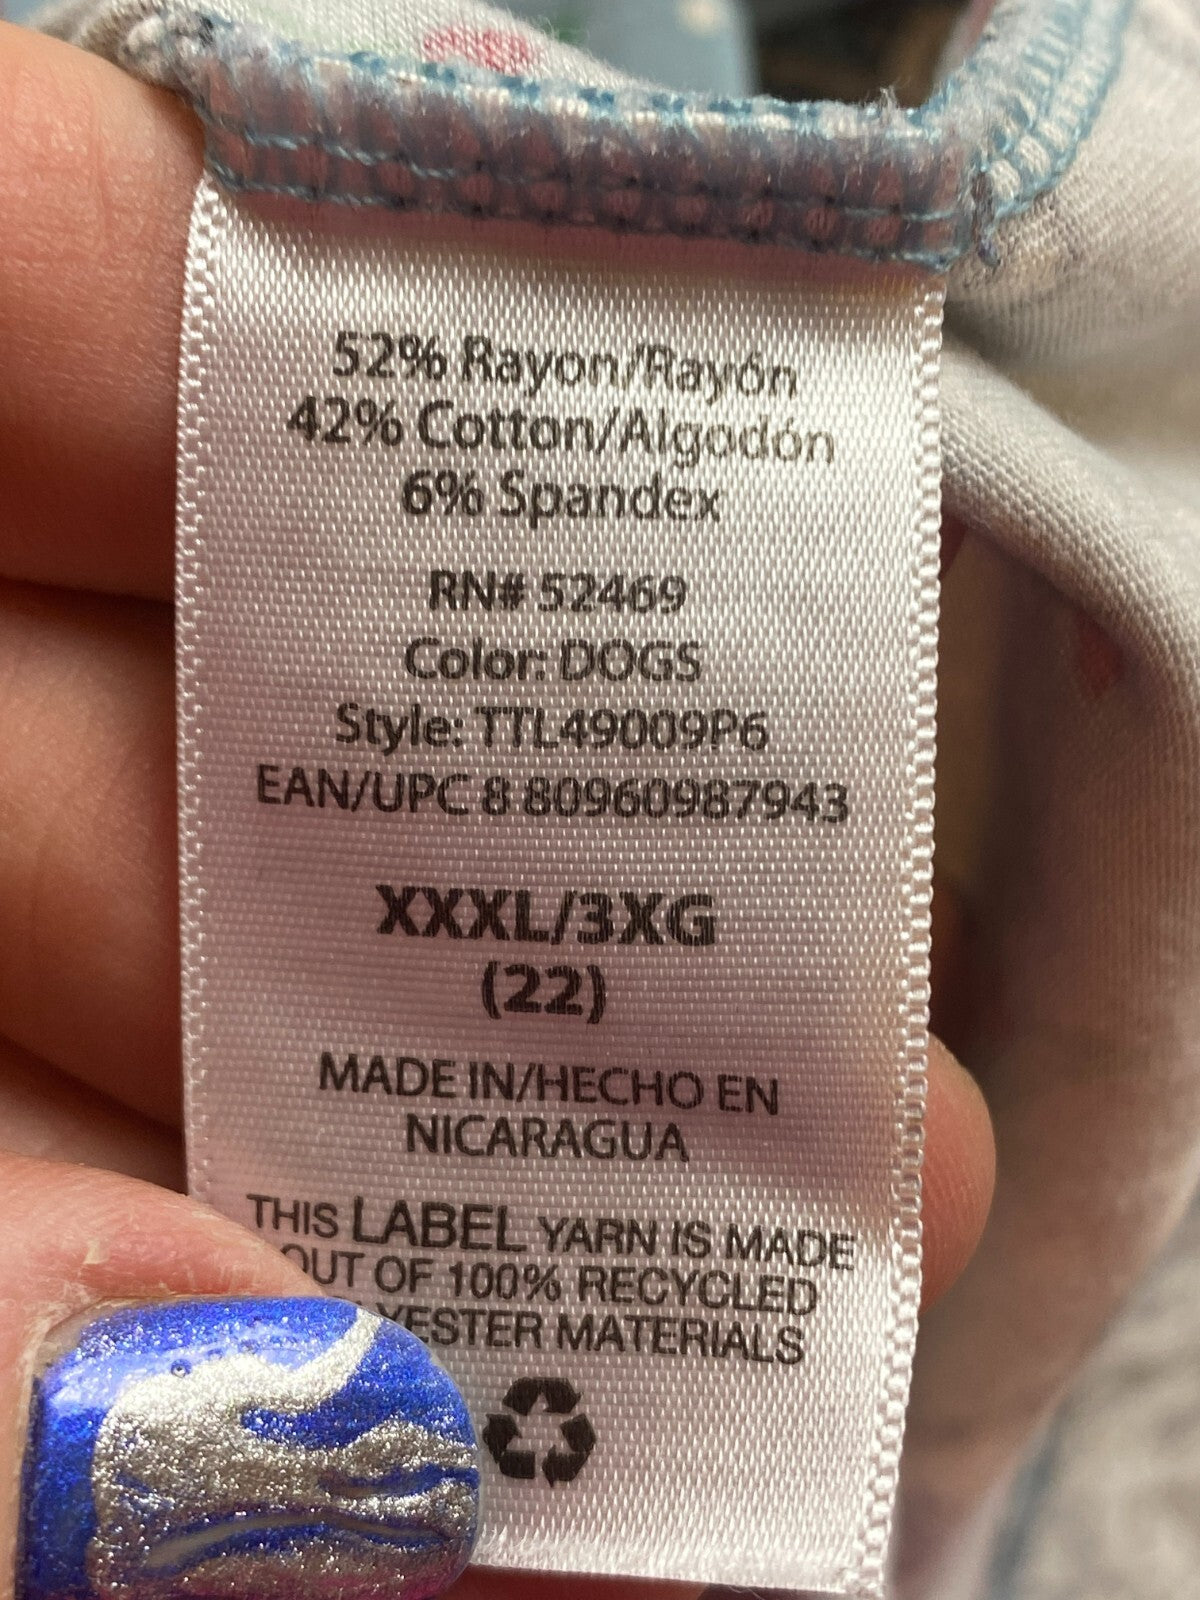 52% Rayon/Rayón
42% Cotton/Algodón
6% Spandex
RN# 52469
Color: DOGS
Style: TTL49009P6
EAN/UPC 8 80960987943
XXXL/3XG
(22)
MADE IN/HECHO EN
NICARAGUA
THIS LABEL YARN IS MADE
OUT OF 100% RECYCLED
MATERIALS